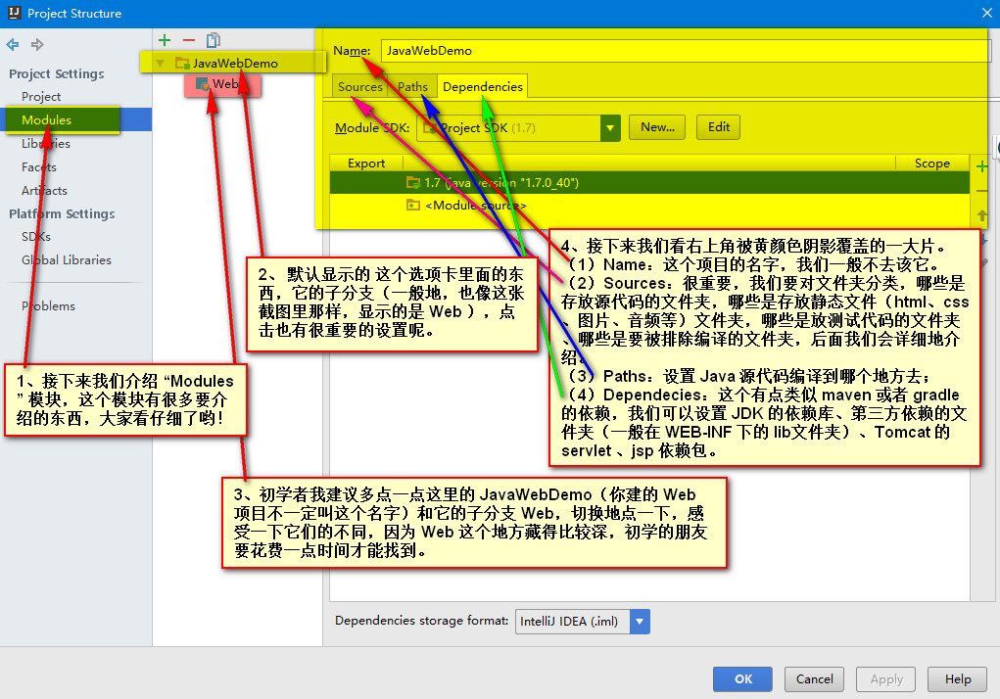 Project Structure
Project Settings
Project
Modules
Libraries
Facets
Artifacts
Platform Settings
SDKs
Global Libraries
Problems
JavaWebDemo
Web
Name:
JavaWebDemo
Sources
Paths
Dependencies
Module SDK:
Project SDK (1.7)
New...
Edit
Export
Scope
1.7 (java version "1.7.0_40")
<Module source>
1、接下来我们介绍 “Modules
” 模块，这个模块有很多要介
绍的东西，大家看仔细了哟！
2、 默认显示的 这个选项卡里面的东
西，它的子分支（一般地，也像这张
截图里那样，显示的是 Web ），点
击也有很重要的设置呢。
3、初学者我建议多点一点这里的 JavaWebDemo（你建的 Web
项目不一定叫这个名字）和它的子分支 Web，切换地点一下，感
受一下它们的不同，因为 Web 这个地方藏得比较深，初学的朋友
要花费一点时间才能找到。
4、接下来我们看右上角被黄颜色阴影覆盖的一大片。
（1）Name：这个项目的名字，我们一般不去该它。
（2）Sources：很重要，我们要对文件夹分类，哪些是
存放源代码的文件夹，哪些是存放静态文件（html、css
、图片、音频等）文件夹，哪些是放测试代码的文件夹
、哪些是要被排除编译的文件夹，后面我们会详细地介
绍。
（3）Paths：设置 Java 源代码编译到哪个地方去；
（4）Dependecies：这个有点类似 maven 或者 gradle
的依赖，我们可以设置 JDK 的依赖库、第三方依赖的文
件夹（一般在 WEB-INF 下的 lib文件夹）、Tomcat 的
servlet 、jsp 依赖包。
Dependencies storage format:
IntelliJ IDEA (.iml)
OK
Cancel
Apply
Help